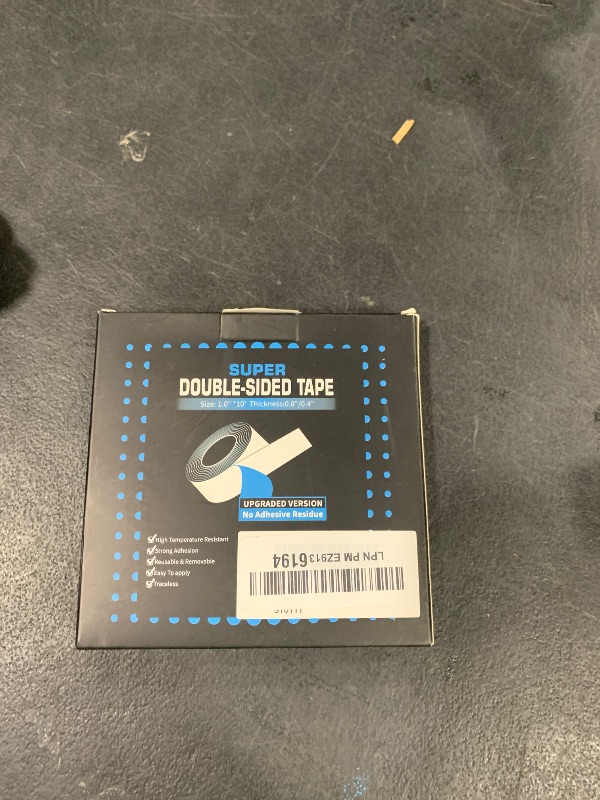 SUPER
DOUBLE-SIDED TAPE
Size: 1.0" "10' Thickness:0.8"/0.4"
UPGRADED VERSION
No Adhesive Residue
High Temperature Resistant
Strong Adhesion
Reusable & Removable
Easy To apply
Traceless
LPN PM EZ9136194